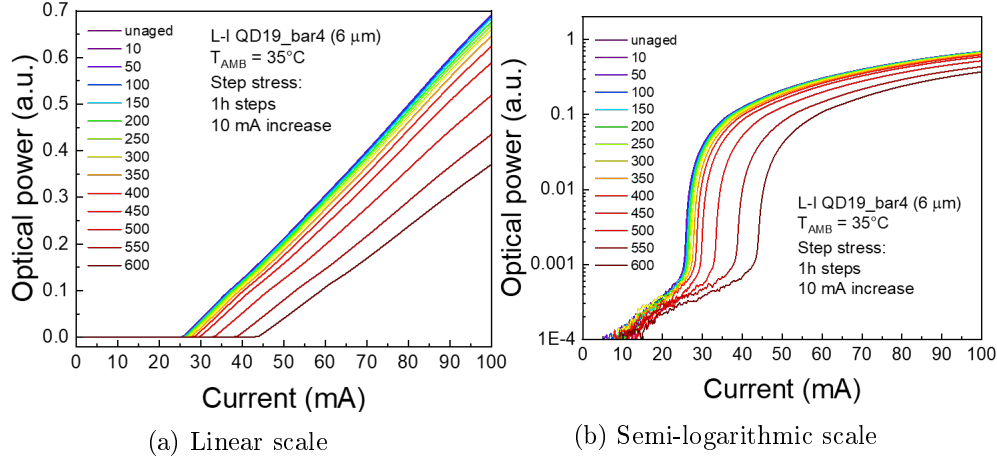 0.7
0.6
0.5
0.4
0.3
0.2
0.1
0.0
Optical power (a.u.)
unaged
10
50
100
150
200
250
300
350
400
450
500
550
600
L-I QD19_bar4 (6 μm)
T_AMB = 35°C
Step stress:
1h steps
10 mA increase
0 10 20 30 40 50 60 70 80 90 100
Current (mA)
(a) Linear scale
1
0.1
0.01
0.001
1E-4
Optical power (a.u.)
unaged
10
50
100
150
200
250
300
350
400
450
500
550
600
L-I QD19_bar4 (6 μm)
T_AMB = 35°C
Step stress:
1h steps
10 mA increase
0 10 20 30 40 50 60 70 80 90 100
Current (mA)
(b) Semi-logarithmic scale